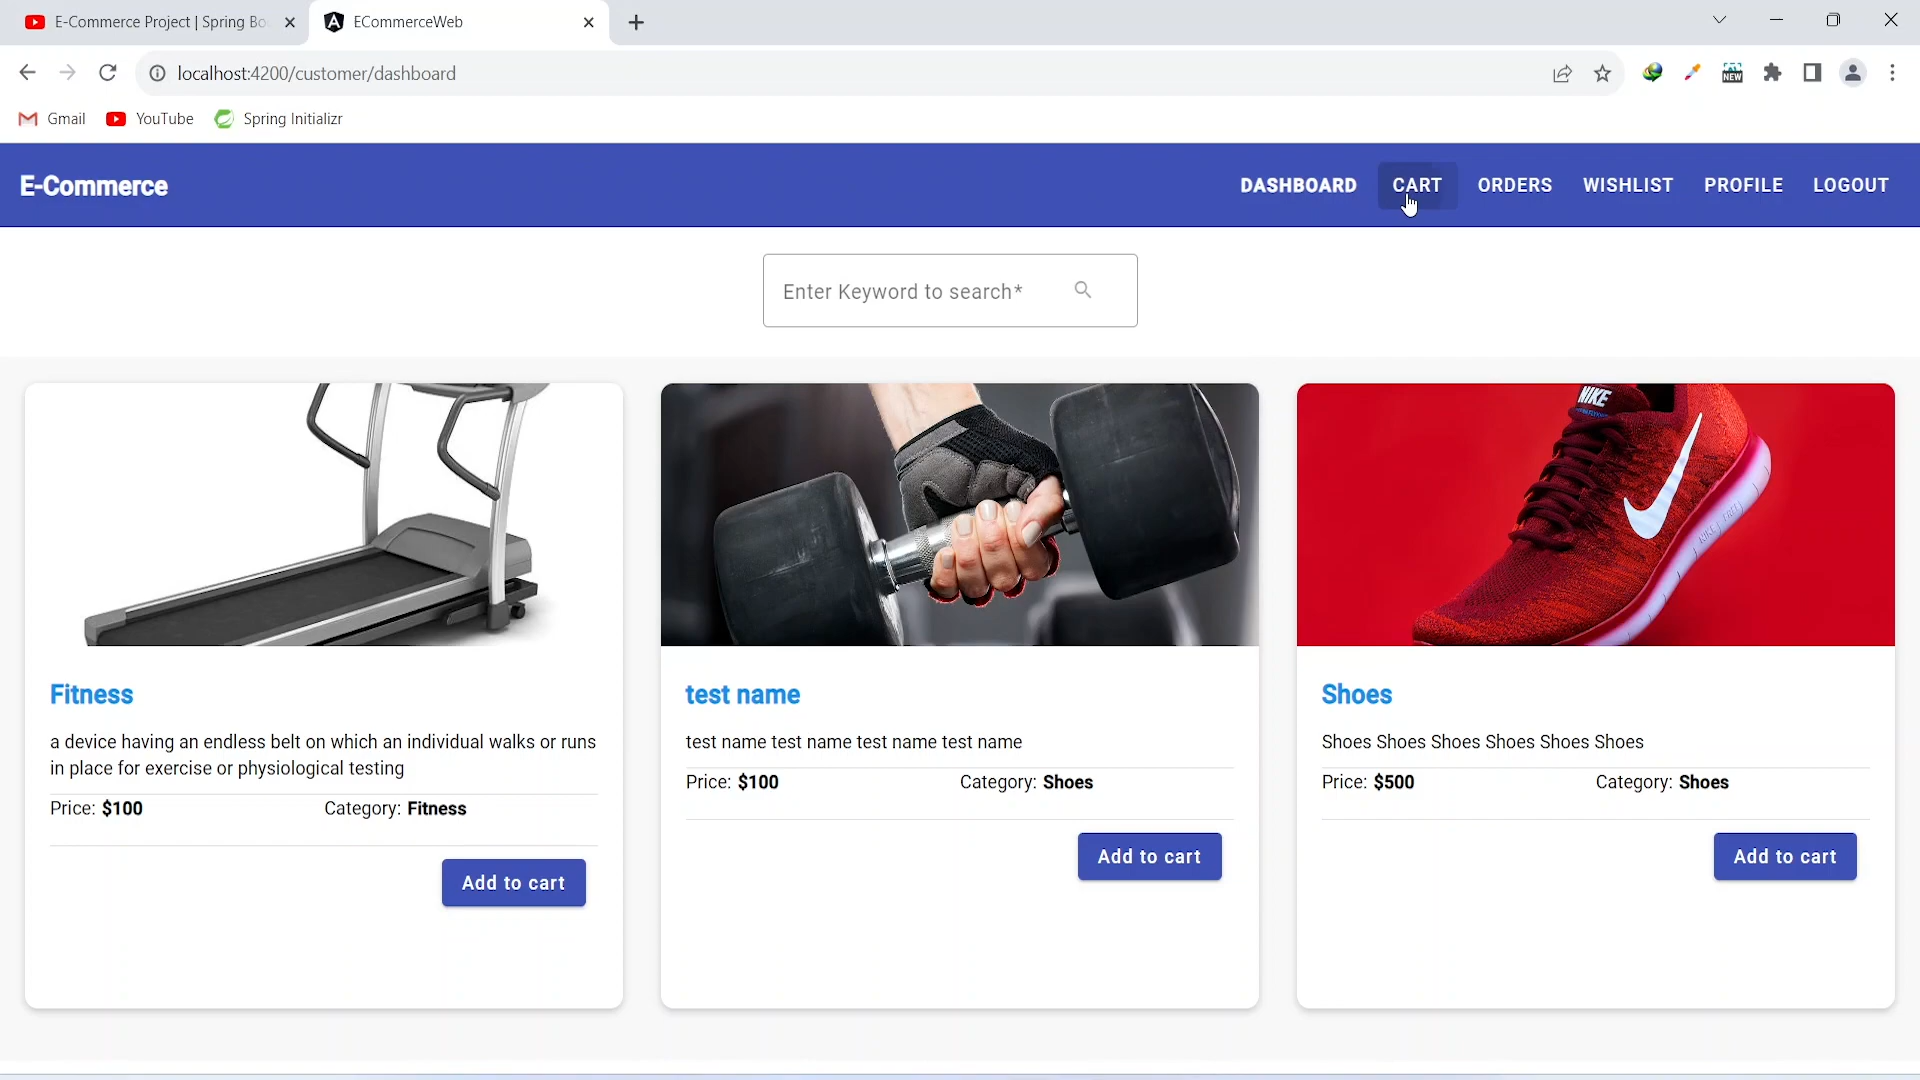 E-Commerce Project | Spring Bo
ECommerceWeb
localhost:4200/customer/dashboard
NEW
Gmail
YouTube
Spring Initializr
E-Commerce
DASHBOARD
CART
ORDERS
WISHLIST
PROFILE
LOGOUT
Enter Keyword to search*
NIKE
NIKE FREE
Fitness
a device having an endless belt on which an individual walks or runs
in place for exercise or physiological testing
Price: $100
Category: Fitness
Add to cart
test name
test name test name test name test name
Price: $100
Category: Shoes
Add to cart
Shoes
Shoes Shoes Shoes Shoes Shoes Shoes
Price: $500
Category: Shoes
Add to cart